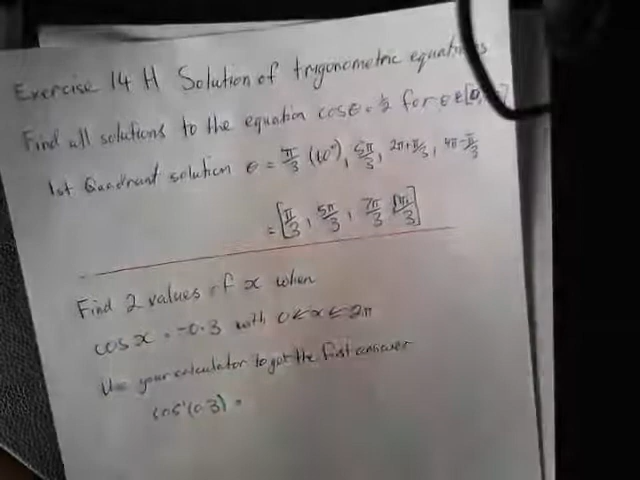 Exercise 14 H Solution of trigonometric equations
Find all solutions to the equation cosθ = ½ for θ ∈ [0,
1st Quadrant solution θ = π/3 (60°), 5π/3, 2π+π/3, 4π-π/3
= [π/3, 5π/3, 7π/3, 11π/3]
Find 2 values of x when
cos x = -0.3 with 0 ≤ x ≤ 2π
Use your calculator to get the first answer
cos⁻¹(0.3) =